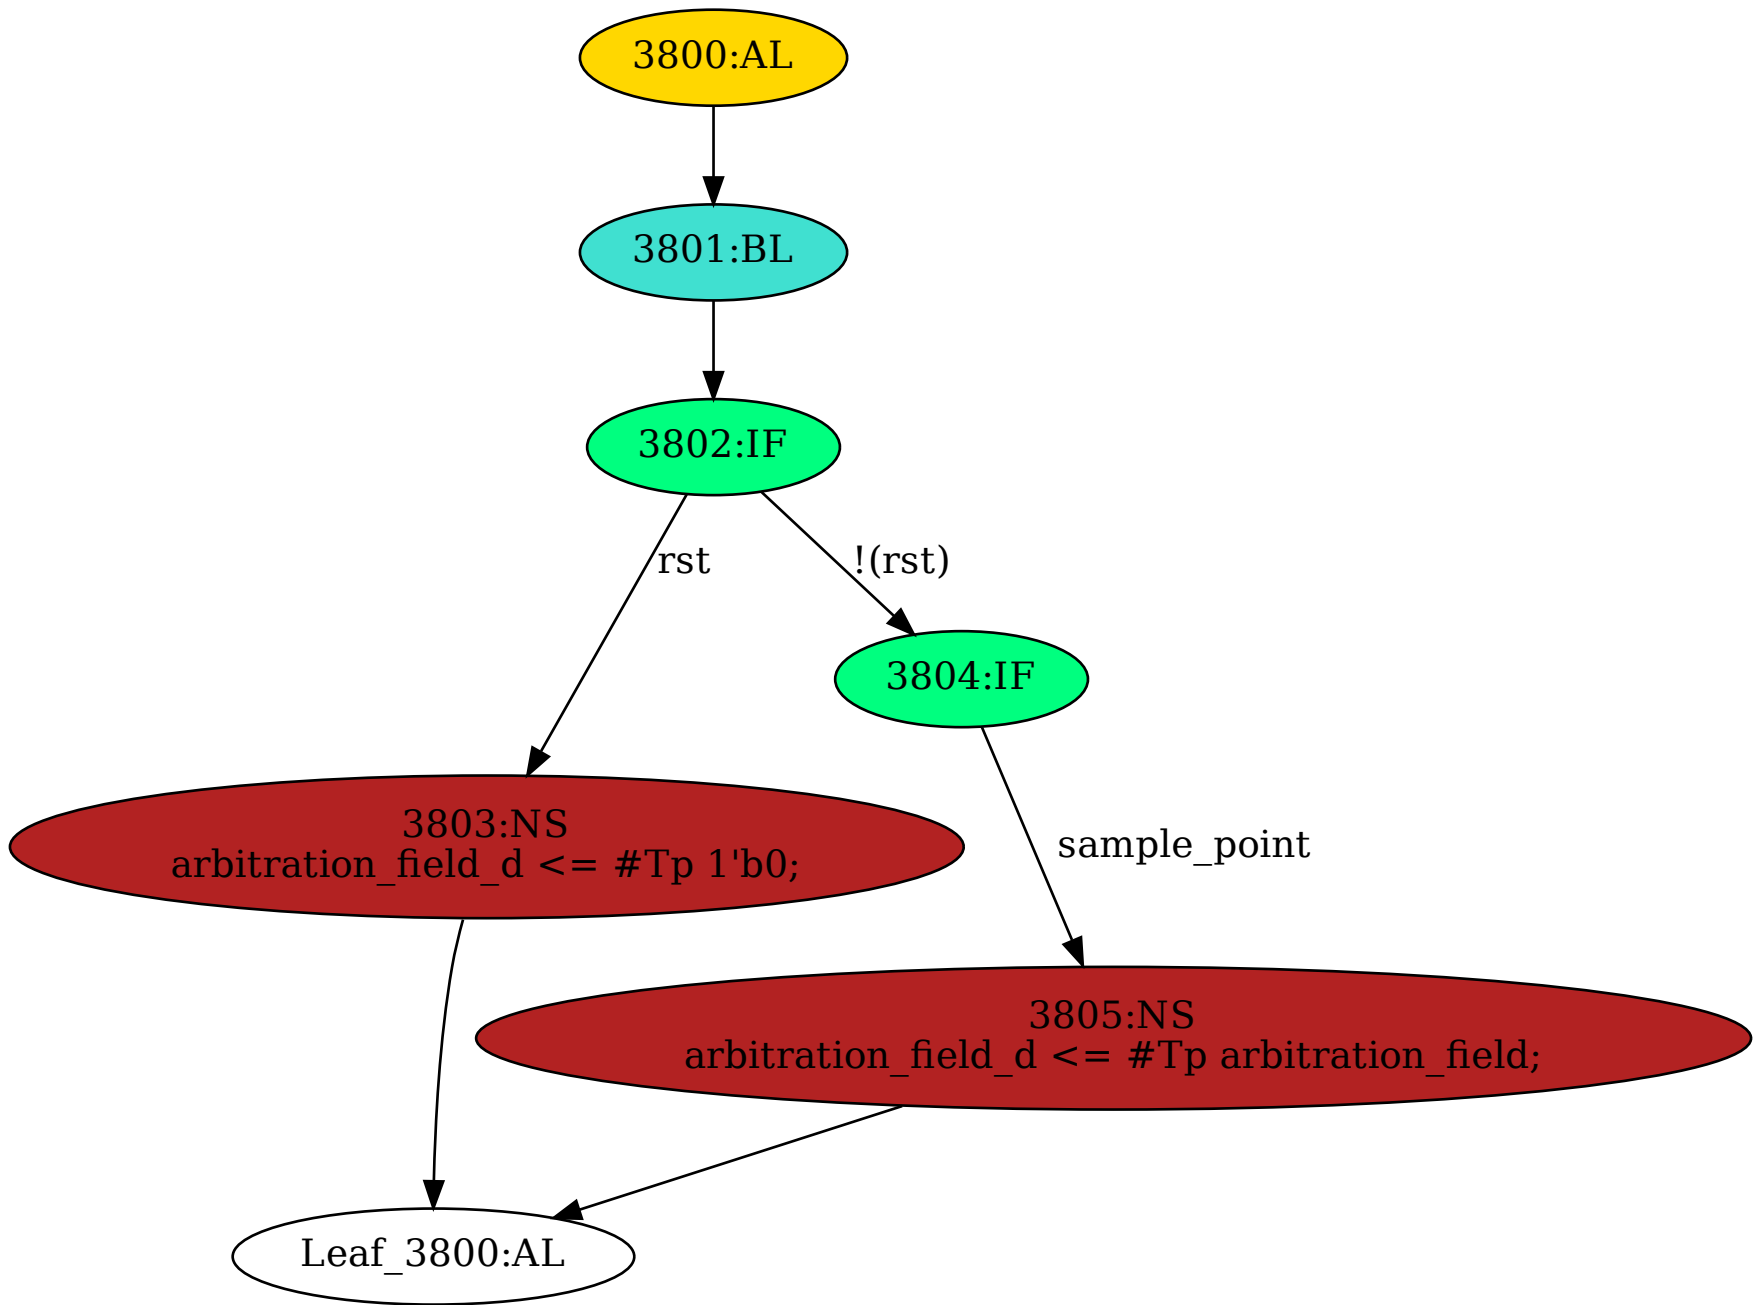 3800:AL
3801:BL
3802:IF
rst
!(rst)
3804:IF
3803:NS
arbitration_field_d <= #Tp 1'b0;
sample_point
3805:NS
arbitration_field_d <= #Tp arbitration_field;
Leaf_3800:AL